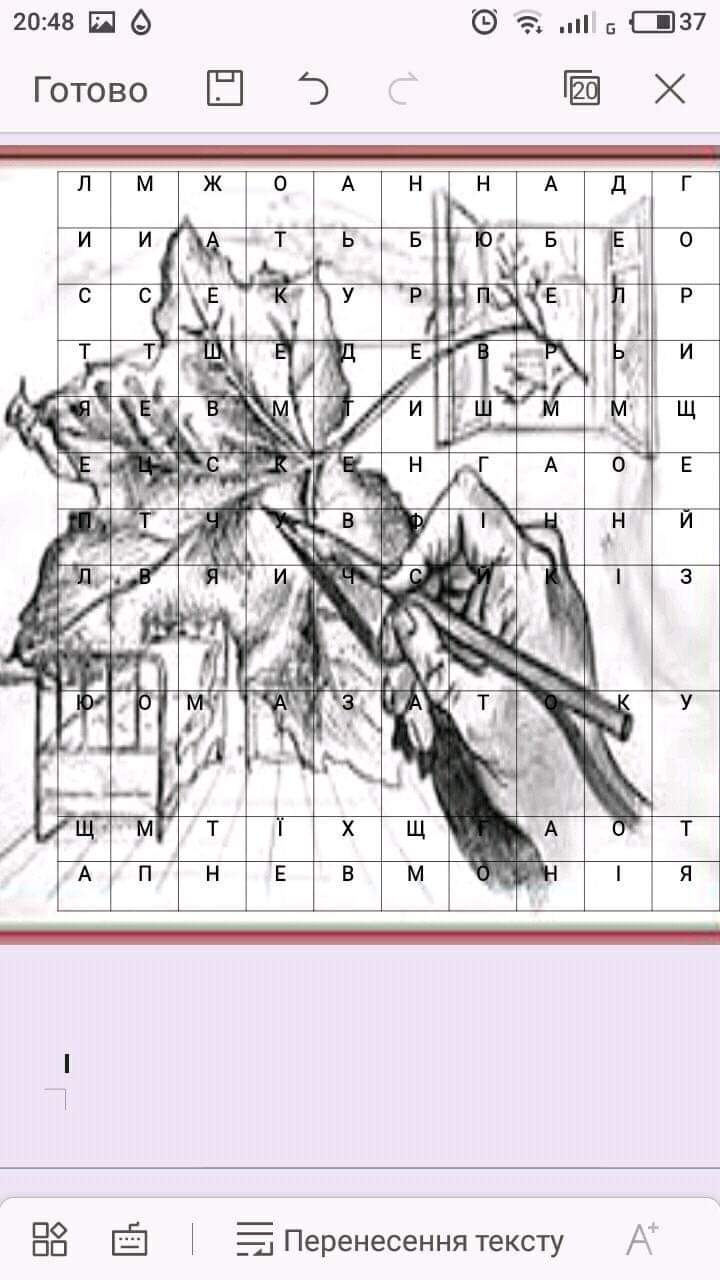 20:48 G 37
Готово 20
Л М Ж О А Н Н А Д Г
И И А Т Ь Б Ю Б Е О
С С Е К У Р П Е Л Р
Т Т Ш Е Д Е В Р Ь И
Я Е В М Т И Ш М М Щ
Е Ц С К Е Н Г А О Е
П Т Ч У В Ф І Н Н Й
Л В Я И Ч С Й К І З
Ю О М А З А Т О К У
Щ М Т Ї Х Щ Г А О Т
А П Н Е В М О Н І Я
Перенесення тексту A+